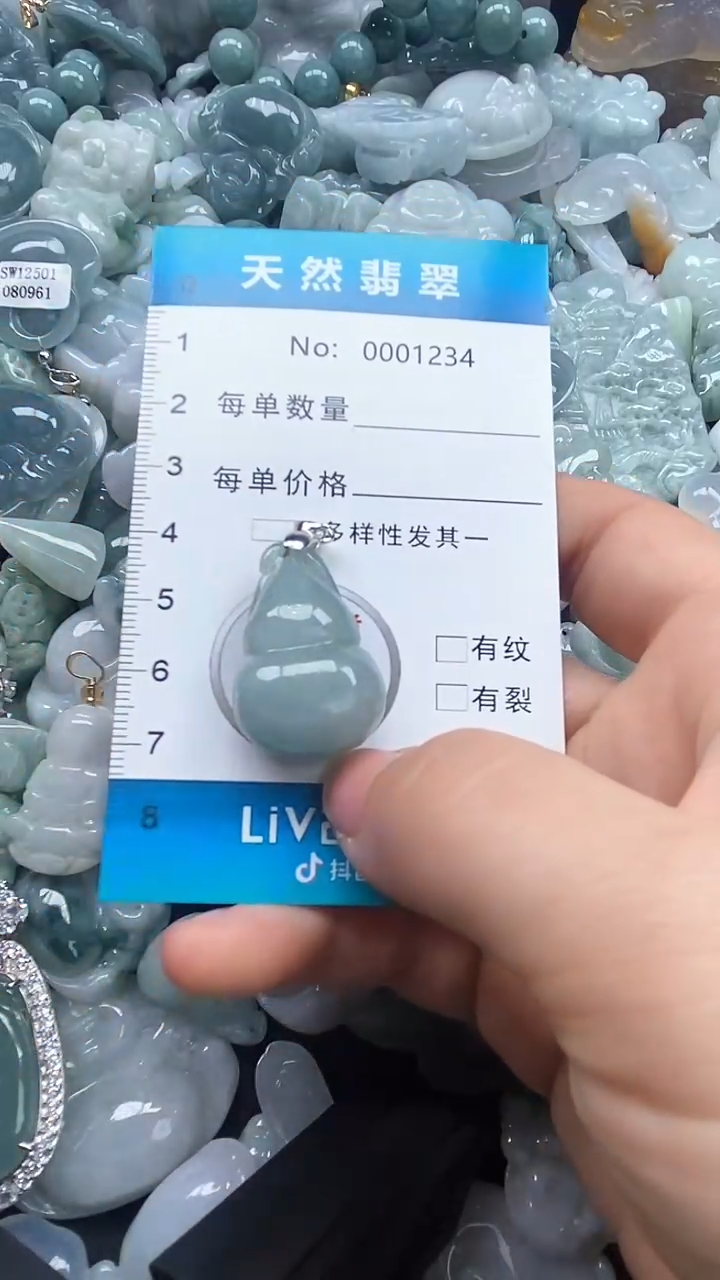 天然翡翠
SW12501
080961
No: 0001234
每单数量
每单价格
多样性发其一
有纹
有裂
1
2
3
4
5
6
7
8
LiV
抖